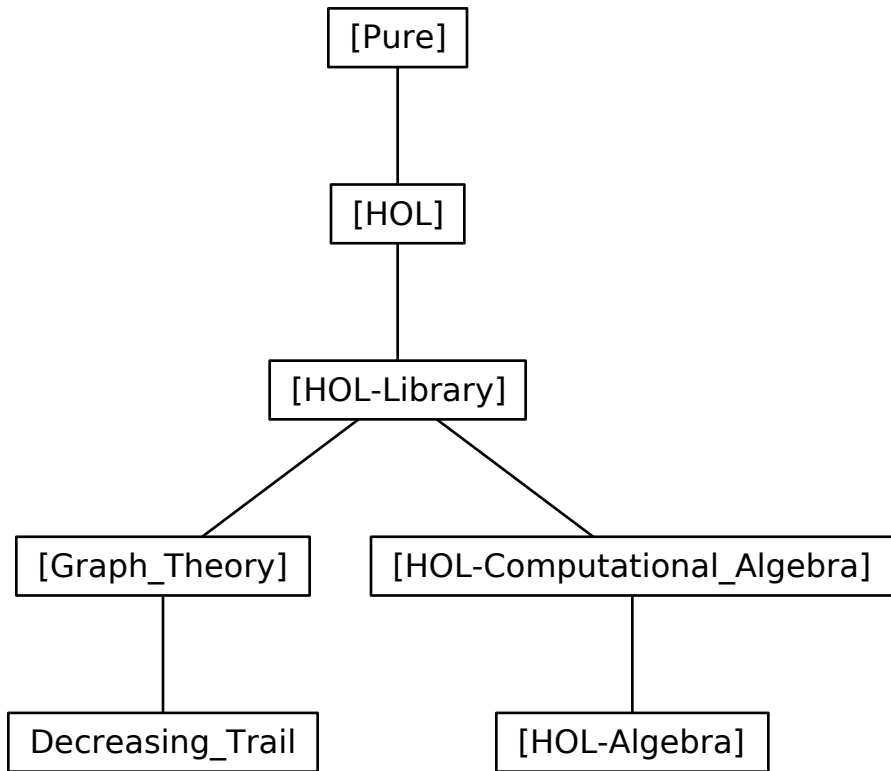 [Pure]
[HOL]
[HOL-Library]
[Graph_Theory]
[HOL-Computational_Algebra]
Decreasing_Trail
[HOL-Algebra]